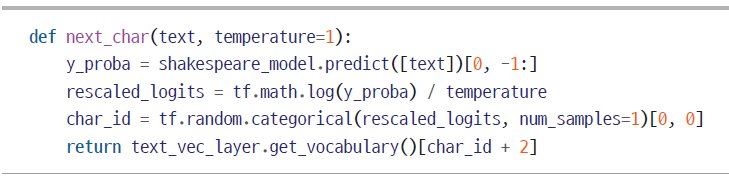 def next_char(text, temperature=1):
    y_proba = shakespeare_model.predict([text])[0, -1:]
    rescaled_logits = tf.math.log(y_proba) / temperature
    char_id = tf.random.categorical(rescaled_logits, num_samples=1)[0, 0]
    return text_vec_layer.get_vocabulary()[char_id + 2]